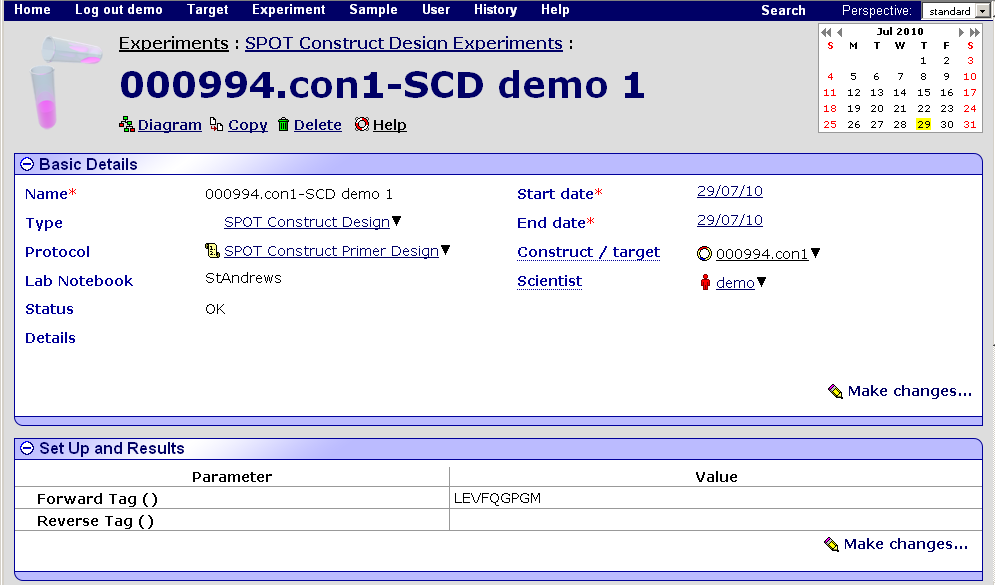 Home Log out demo Target Experiment Sample User History Help Search Perspective: standard
Experiments : SPOT Construct Design Experiments :
000994.con1-SCD demo 1
Diagram Copy Delete Help
Jul 2010
S M T W T F S
1 2 3
4 5 6 7 8 9 10
11 12 13 14 15 16 17
18 19 20 21 22 23 24
25 26 27 28 29 30 31
Basic Details
Name* 000994.con1-SCD demo 1
Type SPOT Construct Design
Protocol SPOT Construct Primer Design
Lab Notebook StAndrews
Status OK
Details
Start date* 29/07/10
End date* 29/07/10
Construct / target 000994.con1
Scientist demo
Make changes...
Set Up and Results
Parameter Value
Forward Tag () LEVFQGPGM
Reverse Tag ()
Make changes...